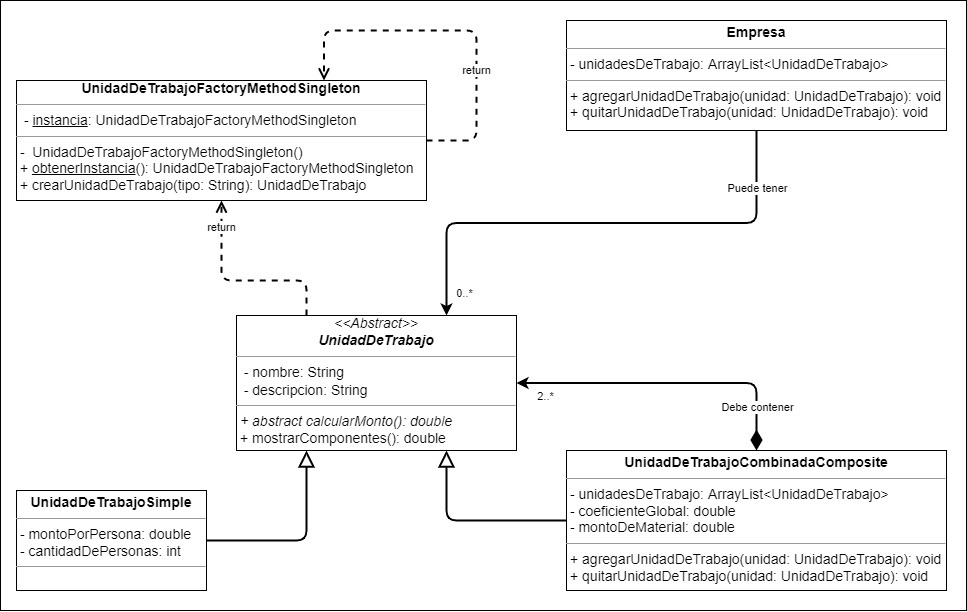 Empresa
- unidadesDeTrabajo: ArrayList<UnidadDeTrabajo>
+ agregarUnidadDeTrabajo(unidad: UnidadDeTrabajo): void
+ quitarUnidadDeTrabajo(unidad: UnidadDeTrabajo): void
return
UnidadDeTrabajoFactoryMethodSingleton
- instancia: UnidadDeTrabajoFactoryMethodSingleton
- UnidadDeTrabajoFactoryMethodSingleton()
+ obtenerInstancia(): UnidadDeTrabajoFactoryMethodSingleton
+ crearUnidadDeTrabajo(tipo: String): UnidadDeTrabajo
Puede tener
return
0..*
<<Abstract>>
UnidadDeTrabajo
- nombre: String
- descripcion: String
+ abstract calcularMonto(): double
+ mostrarComponentes(): double
2..*
Debe contener
UnidadDeTrabajoSimple
- montoPorPersona: double
- cantidadDePersonas: int
UnidadDeTrabajoCombinadaComposite
- unidadesDeTrabajo: ArrayList<UnidadDeTrabajo>
- coeficienteGlobal: double
- montoDeMaterial: double
+ agregarUnidadDeTrabajo(unidad: UnidadDeTrabajo): void
+ quitarUnidadDeTrabajo(unidad: UnidadDeTrabajo): void